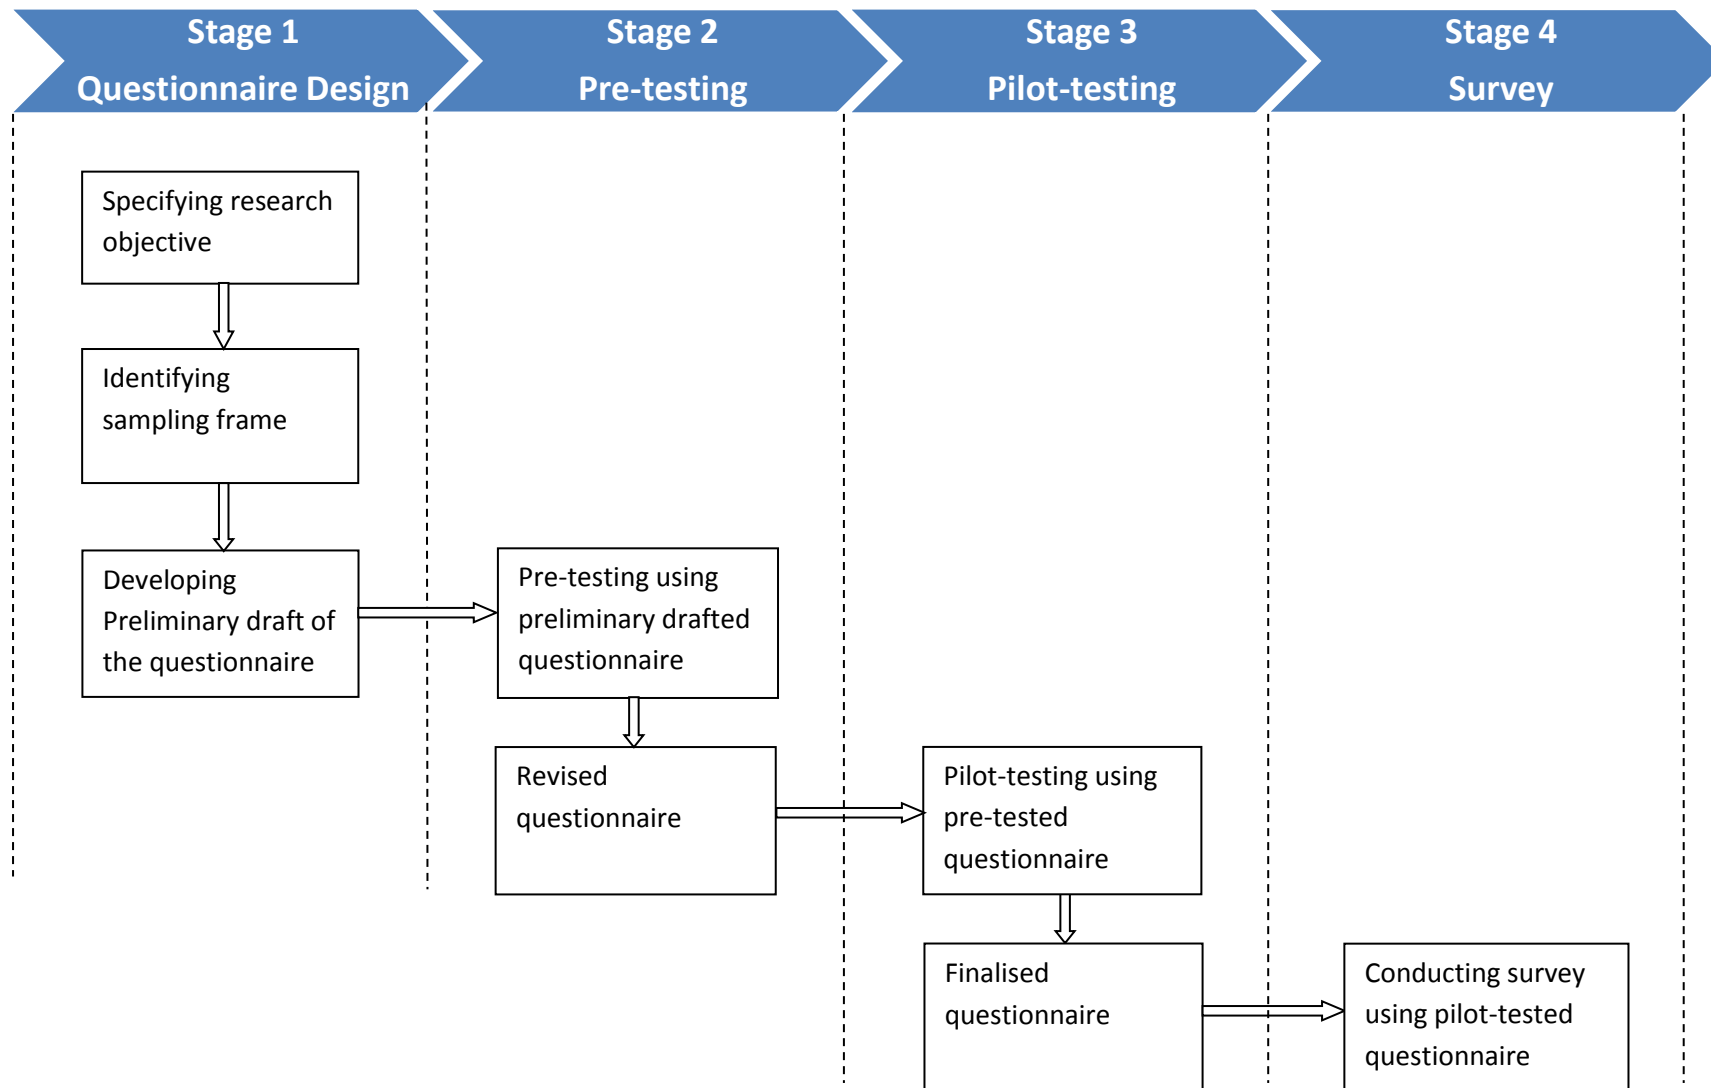 Stage 1
Questionnaire Design
Stage 2
Pre-testing
Stage 3
Pilot-testing
Stage 4
Survey
Specifying research
objective
Identifying
sampling frame
Developing
Preliminary draft of
the questionnaire
Pre-testing using
preliminary drafted
questionnaire
Revised
questionnaire
Pilot-testing using
pre-tested
questionnaire
Finalised
questionnaire
Conducting survey
using pilot-tested
questionnaire